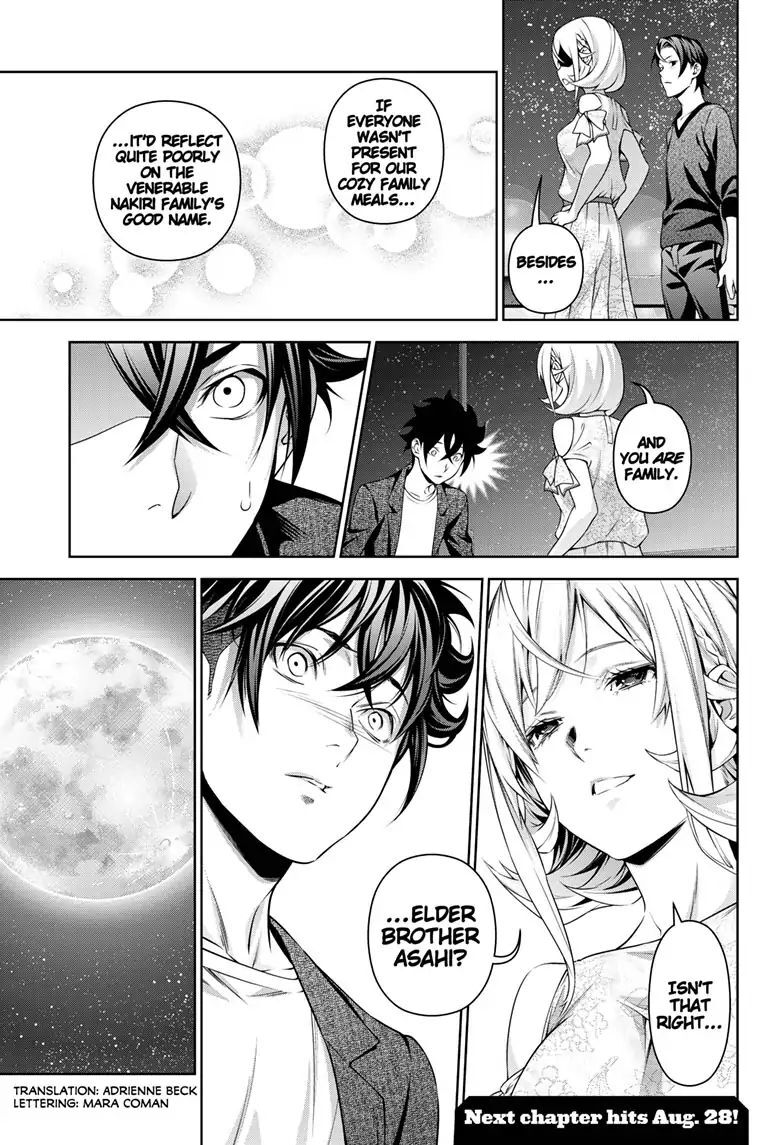 BESIDES
...
IF
EVERYONE
WASN'T
PRESENT
FOR OUR
COZY FAMILY
MEALS...
...IT'D REFLECT
QUITE POORLY
ON THE
VENERABLE
NAKIRI FAMILY'S
GOOD NAME.
AND
YOU ARE
FAMILY.
ISN'T
THAT
RIGHT...
...ELDER
BROTHER
ASAHI?
TRANSLATION: ADRIENNE BECK
LETTERING: MARA COMAN
Next chapter hits Aug. 28!